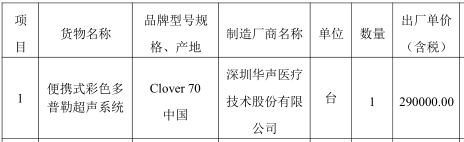 项目 货物名称 品牌型号规格、产地 制造厂商名称 单位 数量 出厂单价（含税）
1 便携式彩色多普勒超声系统 Clover 70 中国 深圳华声医疗技术股份有限公司 台 1 290000.00